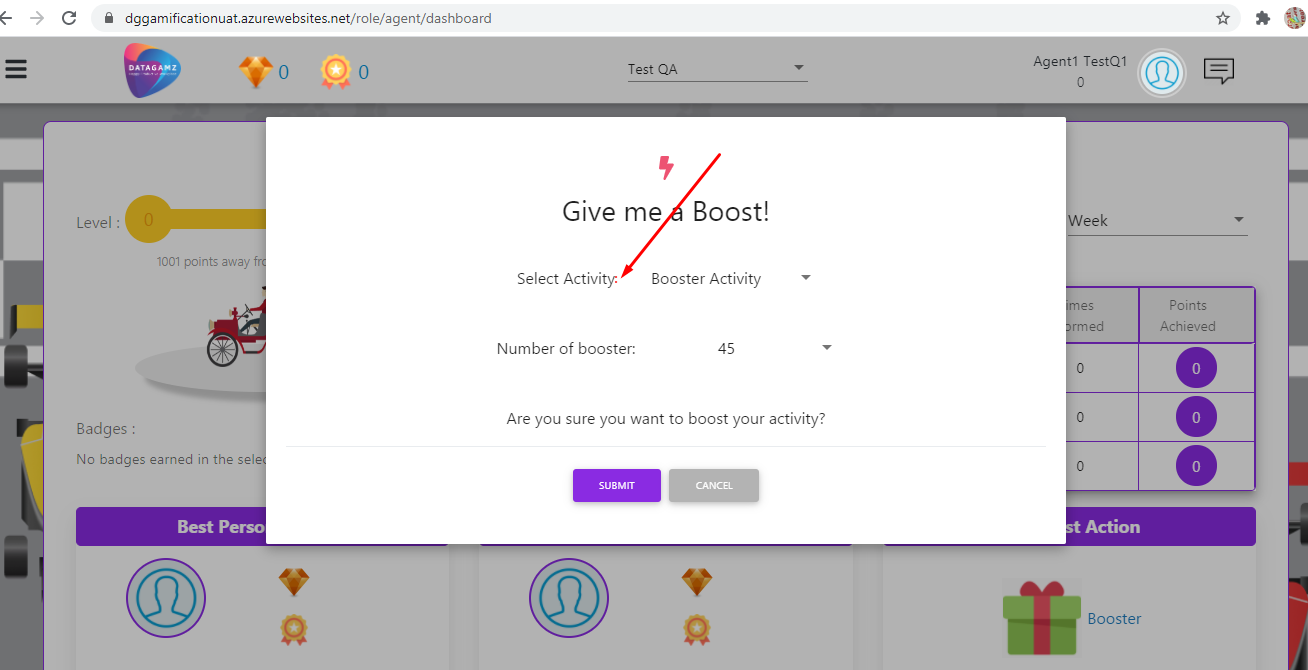 dggamificationuat.azurewebsites.net/role/agent/dashboard
DATAGAMZ
0
0
Test QA
Agent1 TestQ1
0
Give me a Boost!
Select Activity:
Booster Activity
Number of booster:
45
Are you sure you want to boost your activity?
SUBMIT
CANCEL
Level :
0
1001 points away fro
Badges :
No badges earned in the selec
Week
imes
ormed
Points
Achieved
0
0
0
0
0
0
Best Perso
st Action
Booster